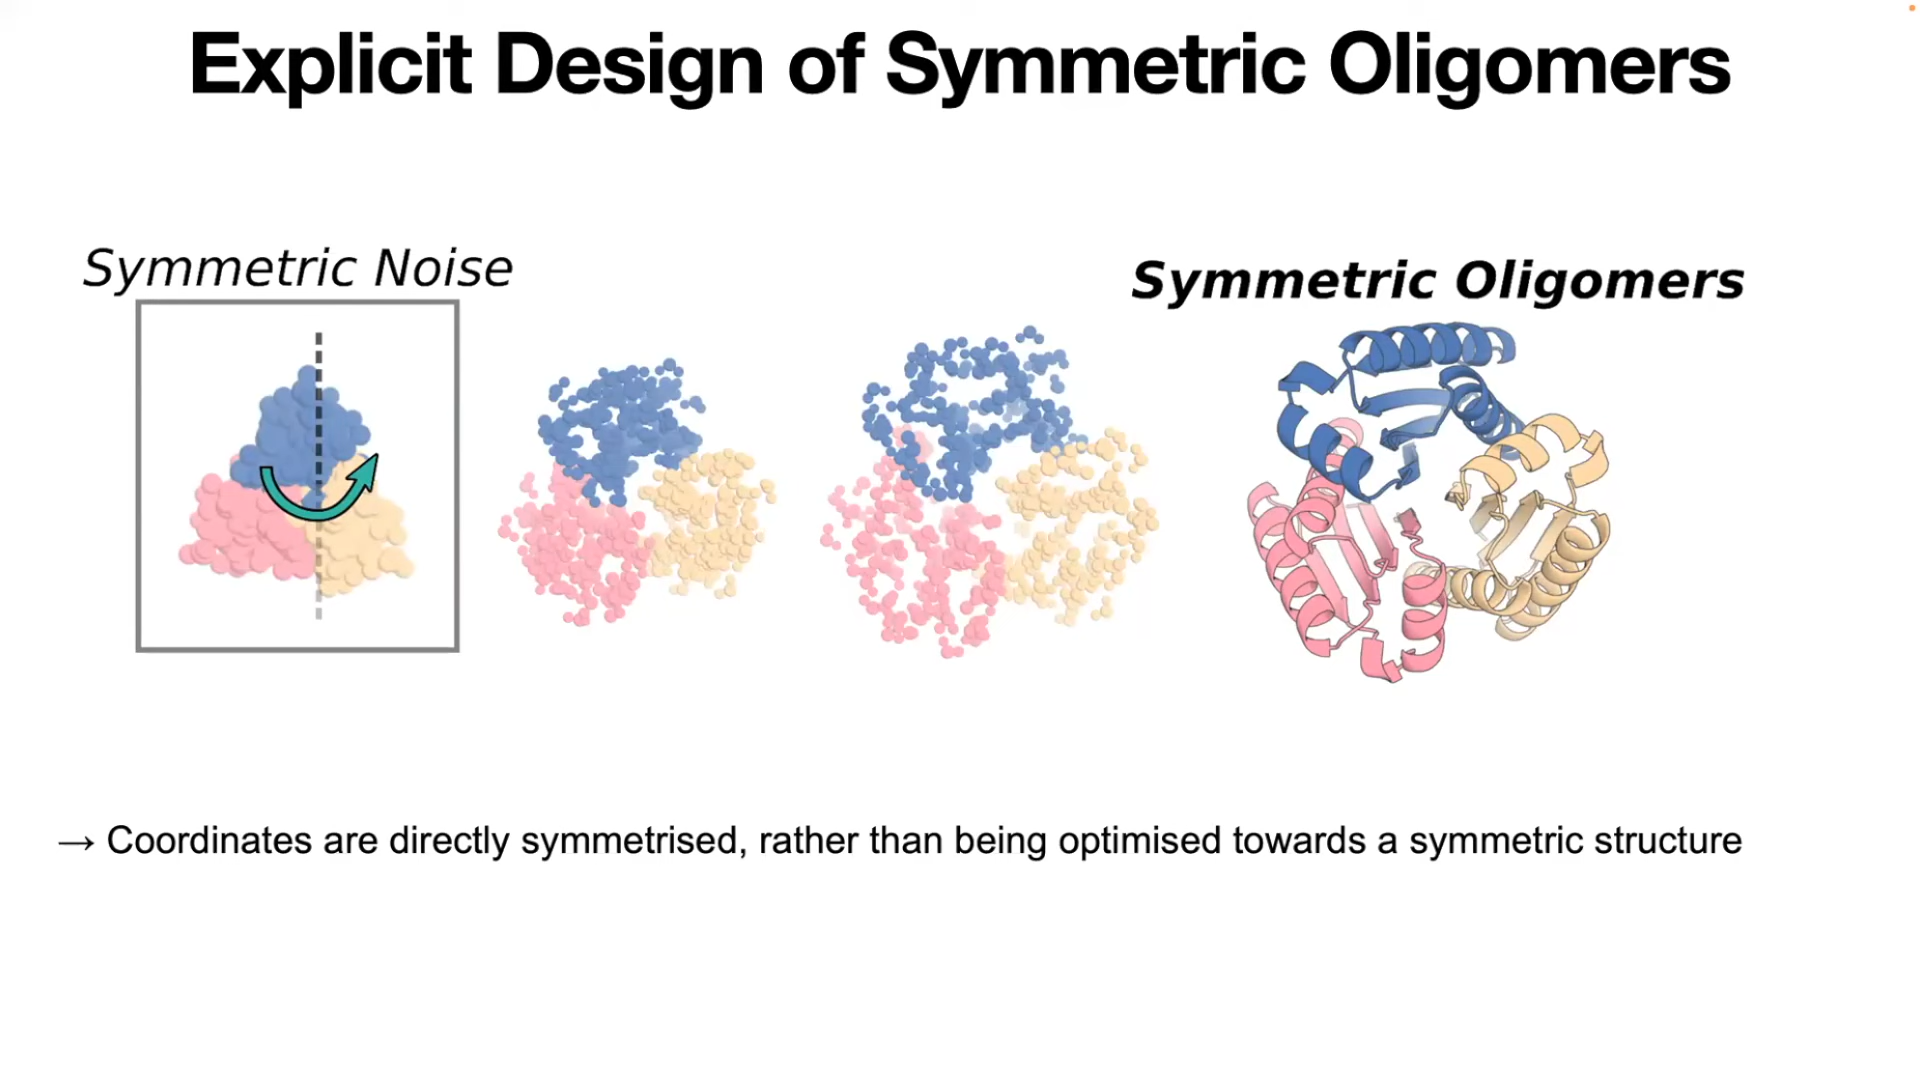 Explicit Design of Symmetric Oligomers
Symmetric Noise
Symmetric Oligomers
→ Coordinates are directly symmetrised, rather than being optimised towards a symmetric structure